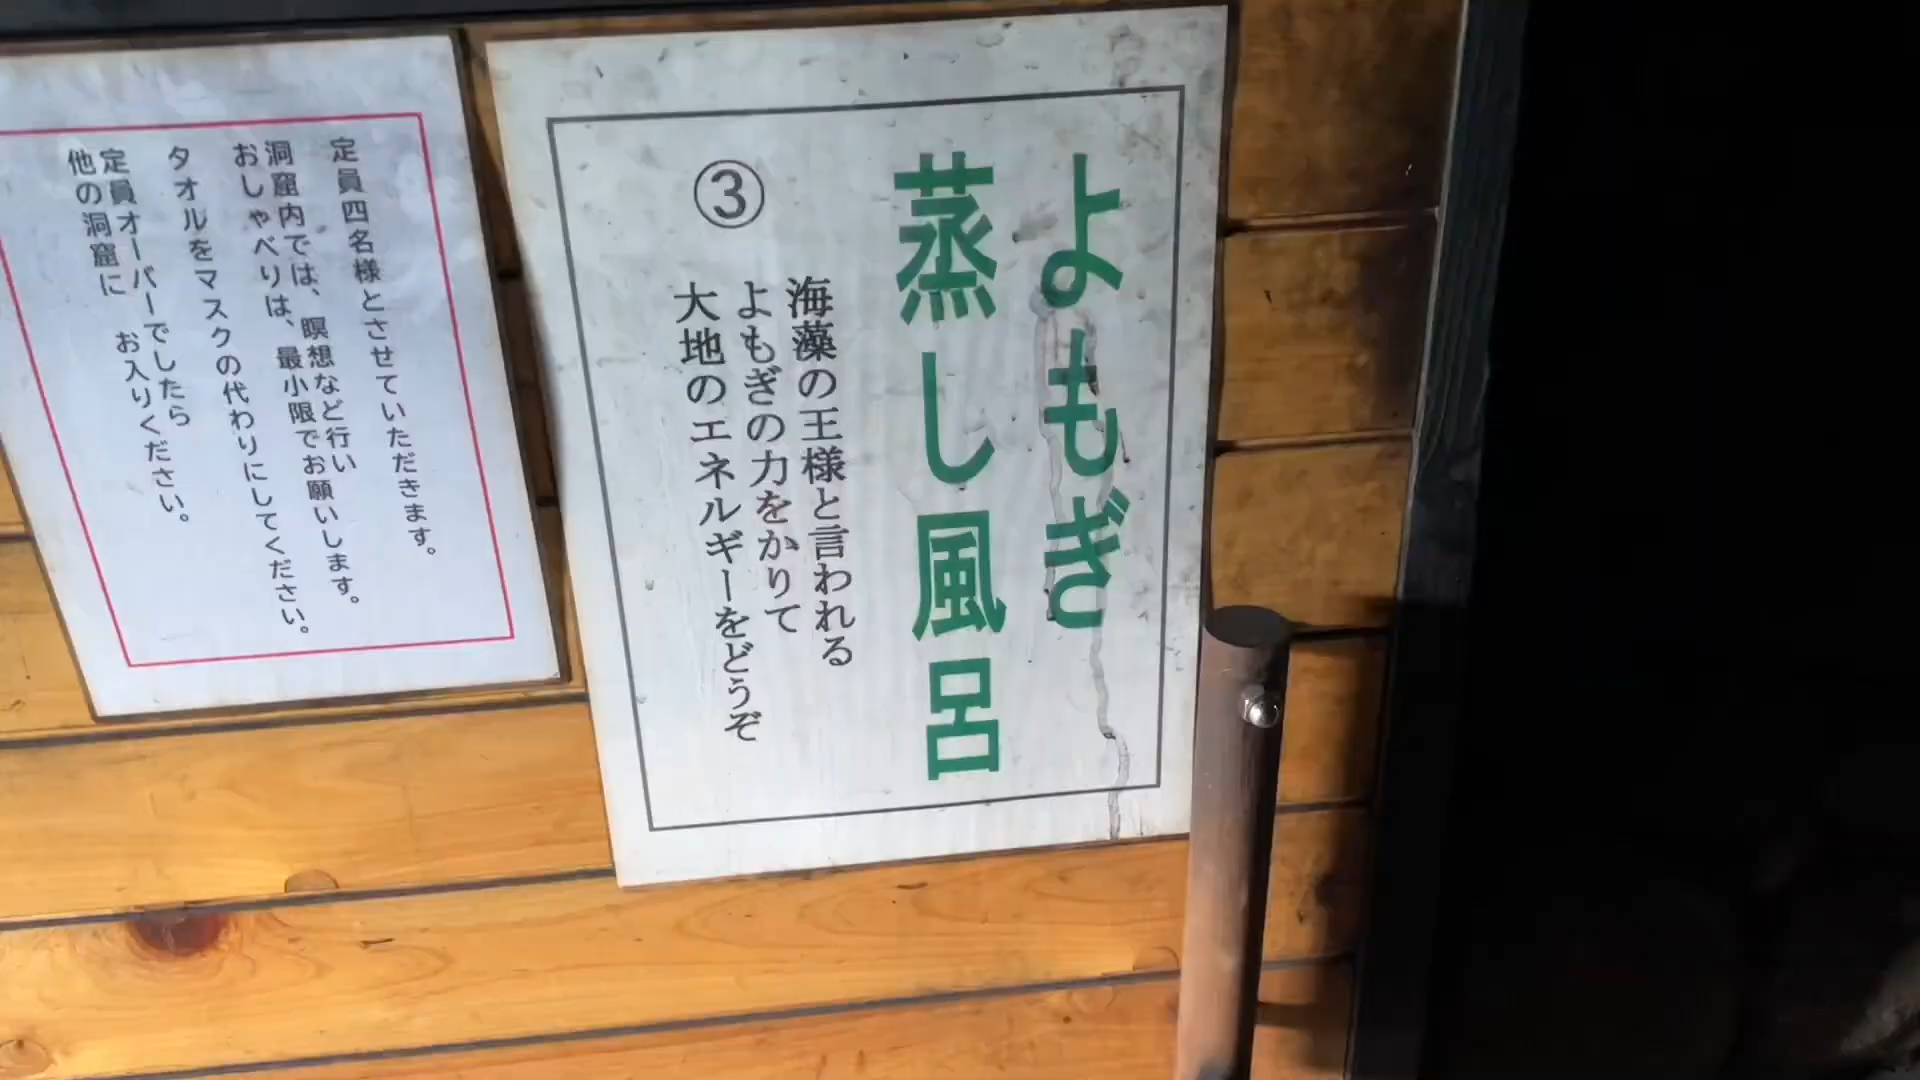 よもぎ
蒸し風呂
③
海藻の王様と言われる
よもぎの力をかりて
大地のエネルギーをどうぞ
定員四名様とさせていただきます。
洞窟内では、瞑想など行い
おしゃべりは、最小限でお願いします。
タオルをマスクの代わりにしてください。
定員オーバーでしたら
他の洞窟に お入りください。